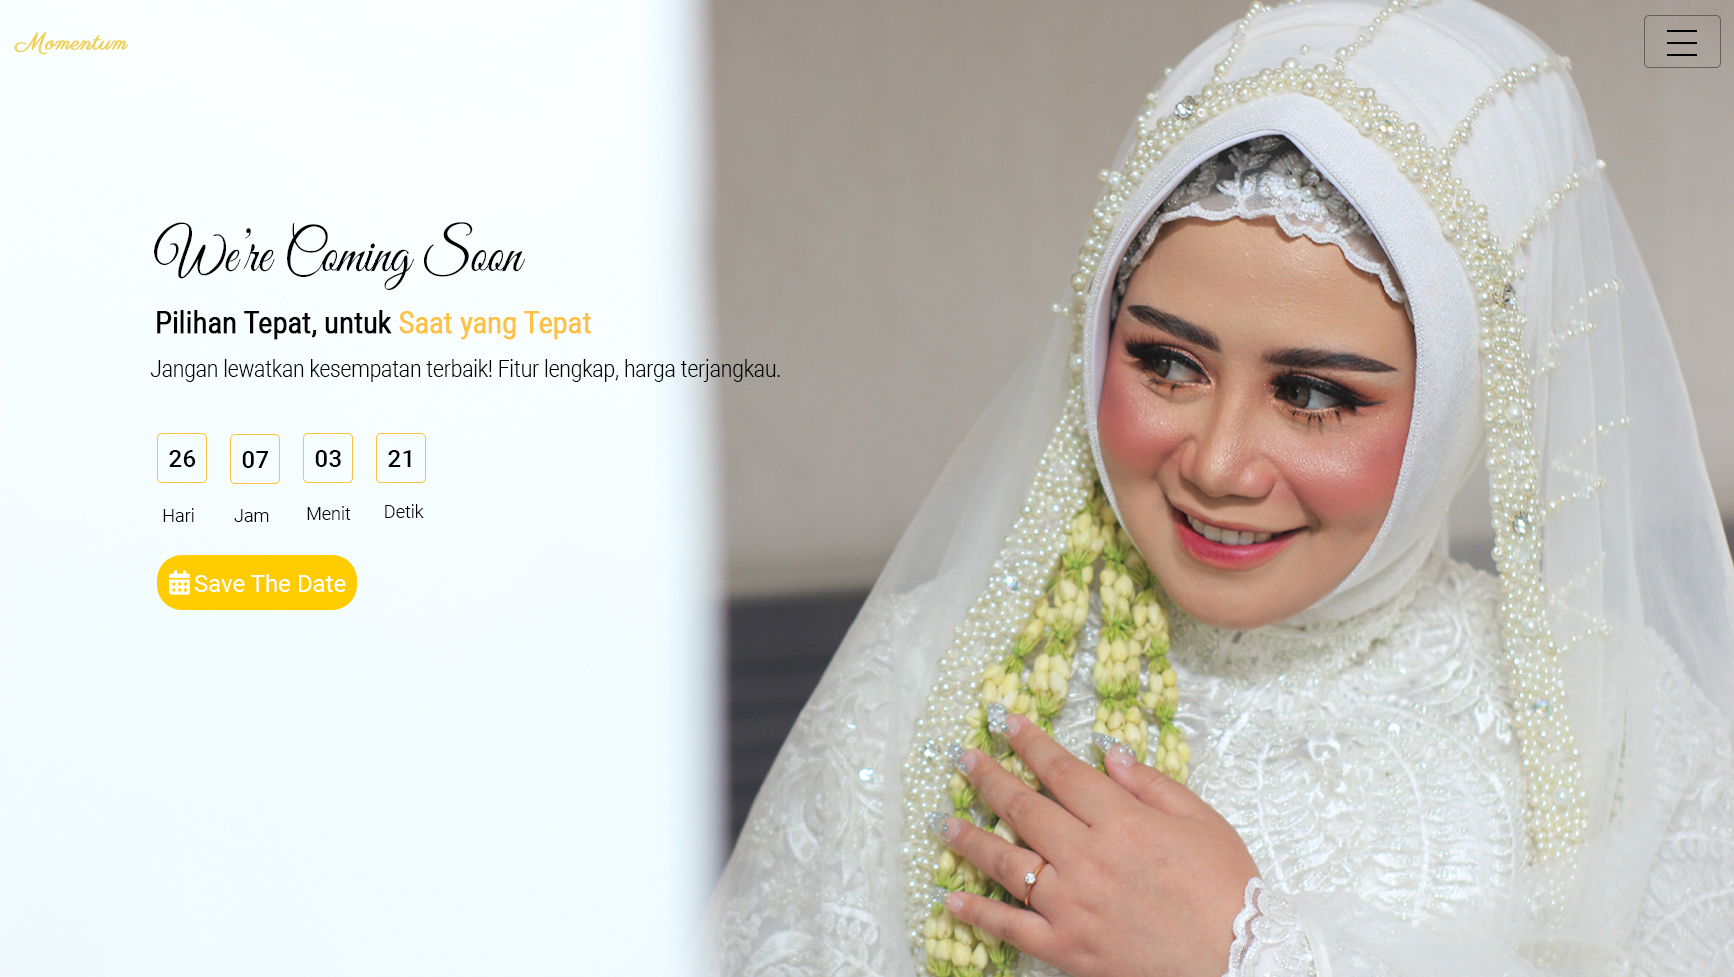 Momentum
We're Coming Soon
Pilihan Tepat, untuk Saat yang Tepat
Jangan lewatkan kesempatan terbaik! Fitur lengkap, harga terjangkau.
26 07 03 21
Hari Jam Menit Detik
Save The Date